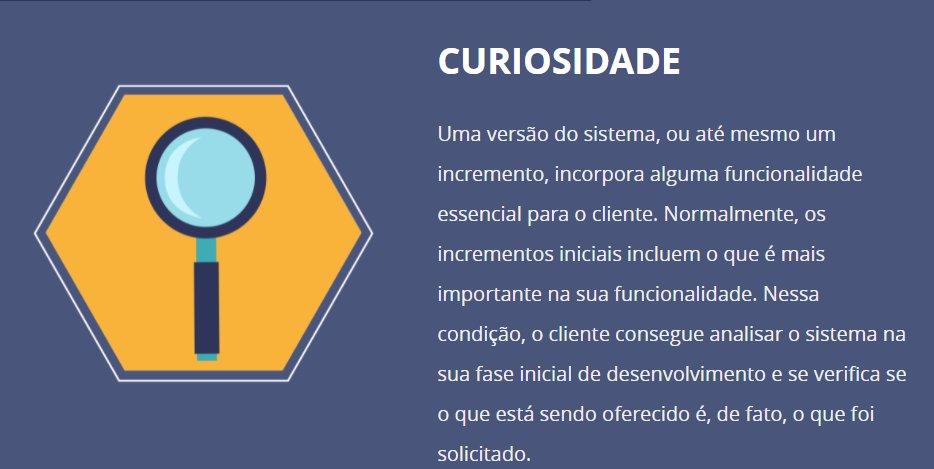 CURIOSIDADE
Uma versão do sistema, ou até mesmo um
incremento, incorpora alguma funcionalidade
essencial para o cliente. Normalmente, os
incrementos iniciais incluem o que é mais
importante na sua funcionalidade. Nessa
condição, o cliente consegue analisar o sistema na
sua fase inicial de desenvolvimento e se verifica se
o que está sendo oferecido é, de fato, o que foi
solicitado.